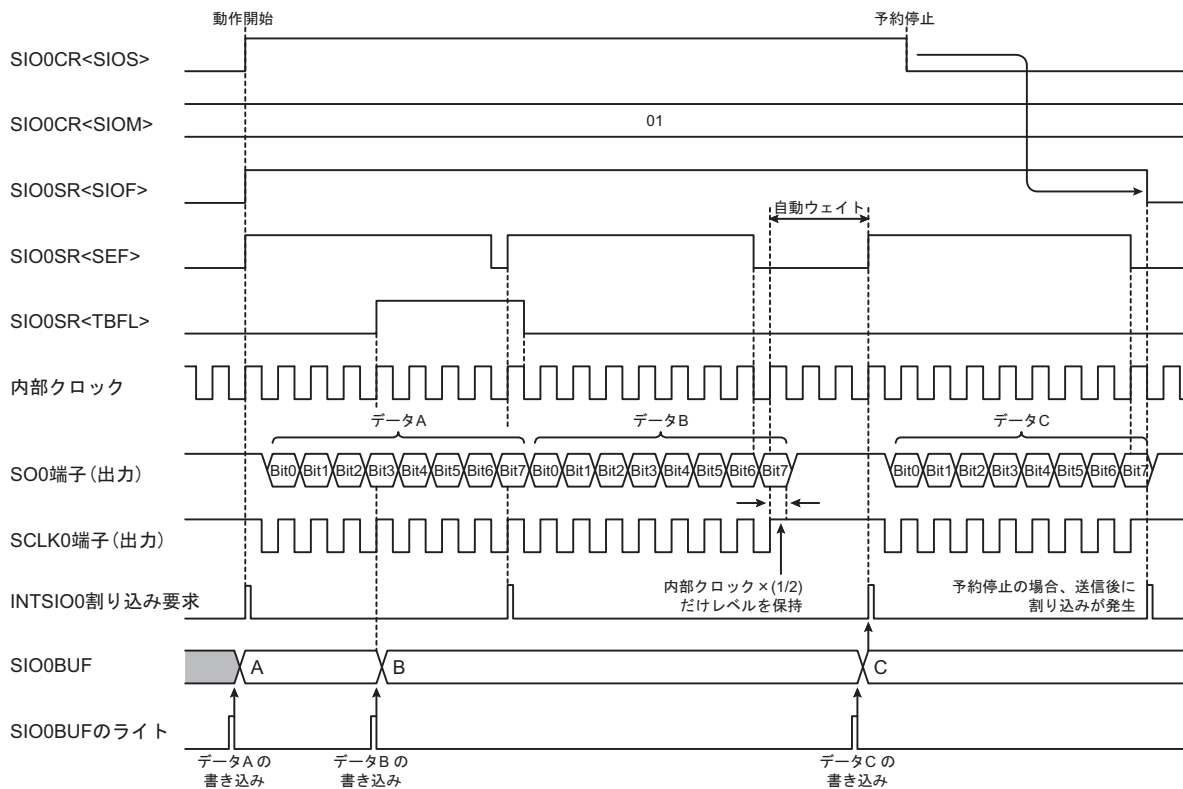 動作開始
予約停止
SIO0CR<SIOS>
SIO0CR<SIOM>
01
SIO0SR<SIOF>
自動ウェイト
SIO0SR<SEF>
SIO0SR<TBFL>
内部クロック
データA
データB
データC
SO0端子(出力)
Bit0 Bit1 Bit2 Bit3 Bit4 Bit5 Bit6 Bit7 Bit0 Bit1 Bit2 Bit3 Bit4 Bit5 Bit6 Bit7 Bit0 Bit1 Bit2 Bit3 Bit4 Bit5 Bit6 Bit7
SCLK0端子(出力)
内部クロック×(1/2)
だけレベルを保持
予約停止の場合、送信後に
割り込みが発生
INTSIO0割り込み要求
SIO0BUF
A
B
C
SIO0BUFのライト
データAの
書き込み
データBの
書き込み
データCの
書き込み